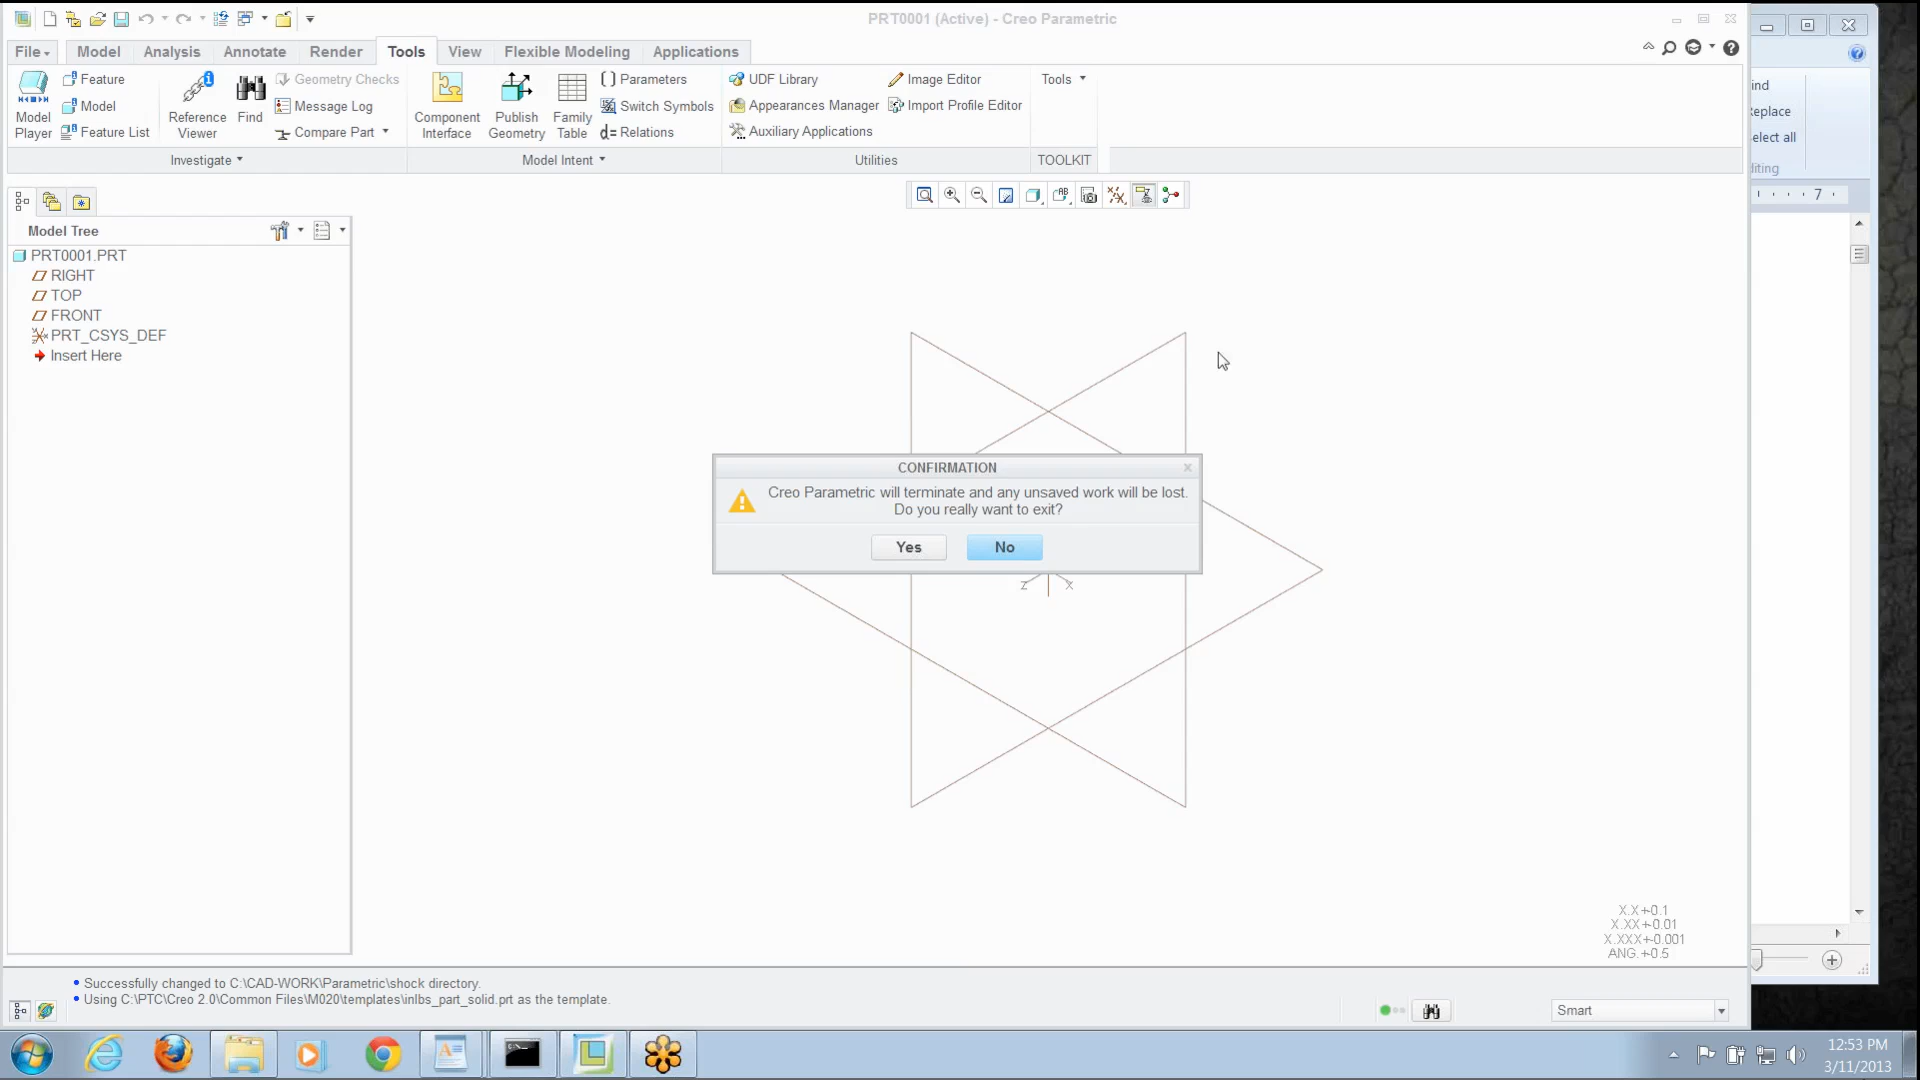 PRT0001 (Active) - Creo Parametric
File Model Analysis Annotate Render Tools View Flexible Modeling Applications
Model Player
Feature
Model
Feature List
Reference Viewer
Find
Geometry Checks
Message Log
Compare Part
Component Interface
Publish Geometry
Family Table
Parameters
Switch Symbols
d= Relations
UDF Library
Appearances Manager
Auxiliary Applications
Image Editor
Import Profile Editor
Tools
Investigate Model Intent Utilities TOOLKIT
ind
eplace
elect all
diting
7
Model Tree
PRT0001.PRT
RIGHT
TOP
FRONT
PRT_CSYS_DEF
Insert Here
CONFIRMATION
Creo Parametric will terminate and any unsaved work will be lost.
Do you really want to exit?
Yes No
Z X
X.X+-0.1
X.XX+-0.01
X.XXX+-0.001
ANG.+-0.5
Successfully changed to C:\CAD-WORK\Parametric\shock directory.
Using C:\PTC\Creo 2.0\Common Files\M020\templates\inlbs_part_solid.prt as the template.
Smart
12:53 PM
3/11/2013